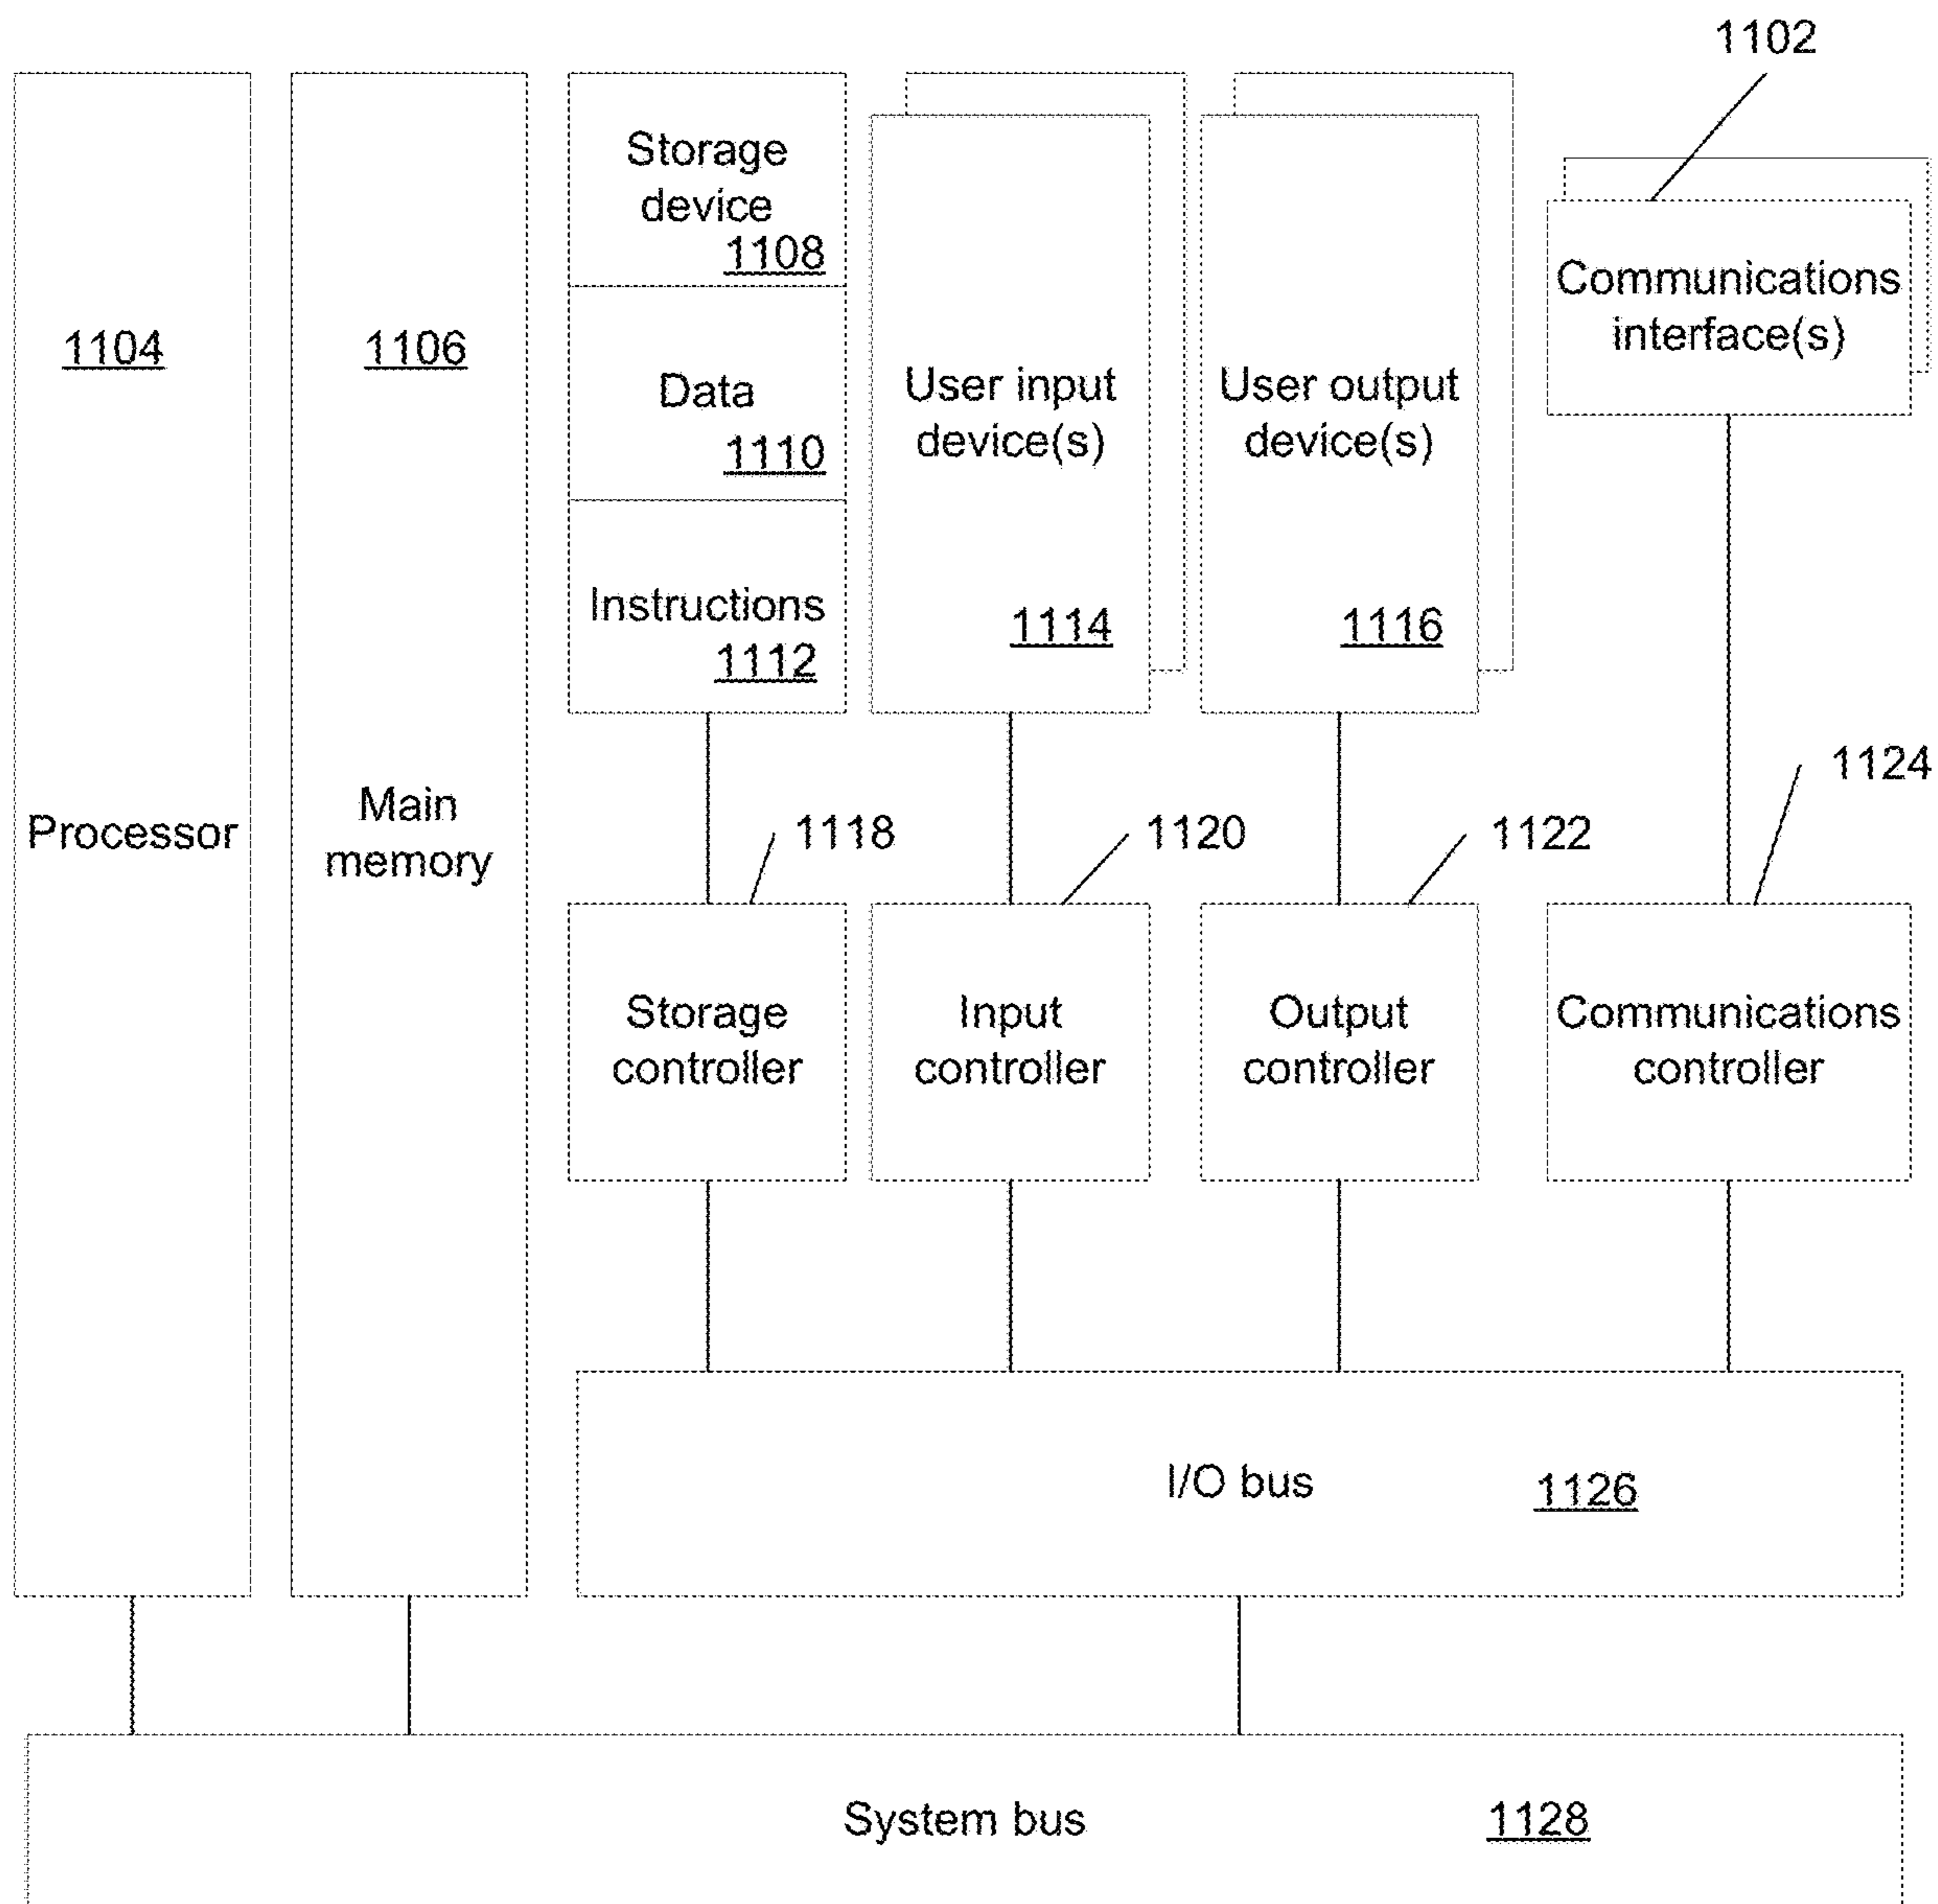 1102
Storage
device
1108
Communications
interface(s)
1104
1106
Data
1110
User input
device(s)
User output
device(s)
Instructions
1112
1114
1116
1124
Processor
Main
memory
1118
1120
1122
Storage
controller
Input
controller
Output
controller
Communications
controller
I/O bus
1126
System bus
1128